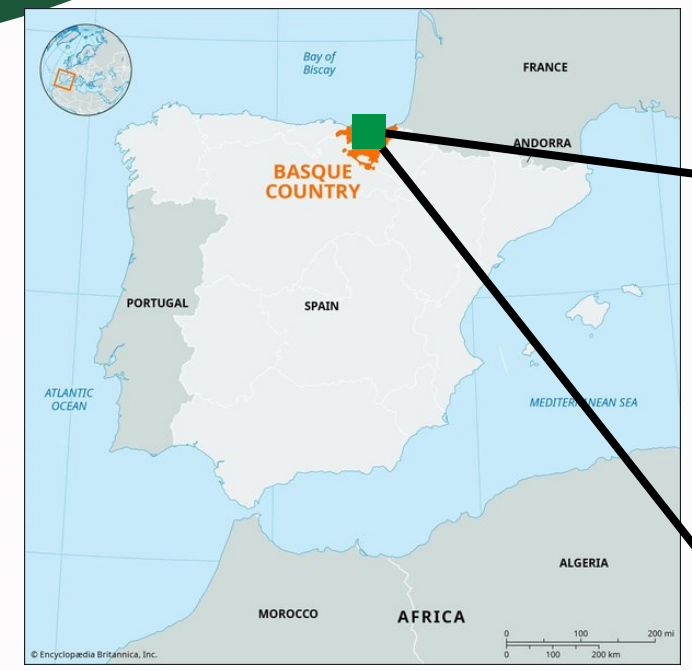 Bay of
Biscay
FRANCE
ANDORRA
BASQUE
COUNTRY
PORTUGAL
SPAIN
ATLANTIC
OCEAN
MEDITERRANEAN SEA
ALGERIA
MOROCCO
AFRICA
0 100 200 mi
0 100 200 km
© Encyclopædia Britannica, Inc.